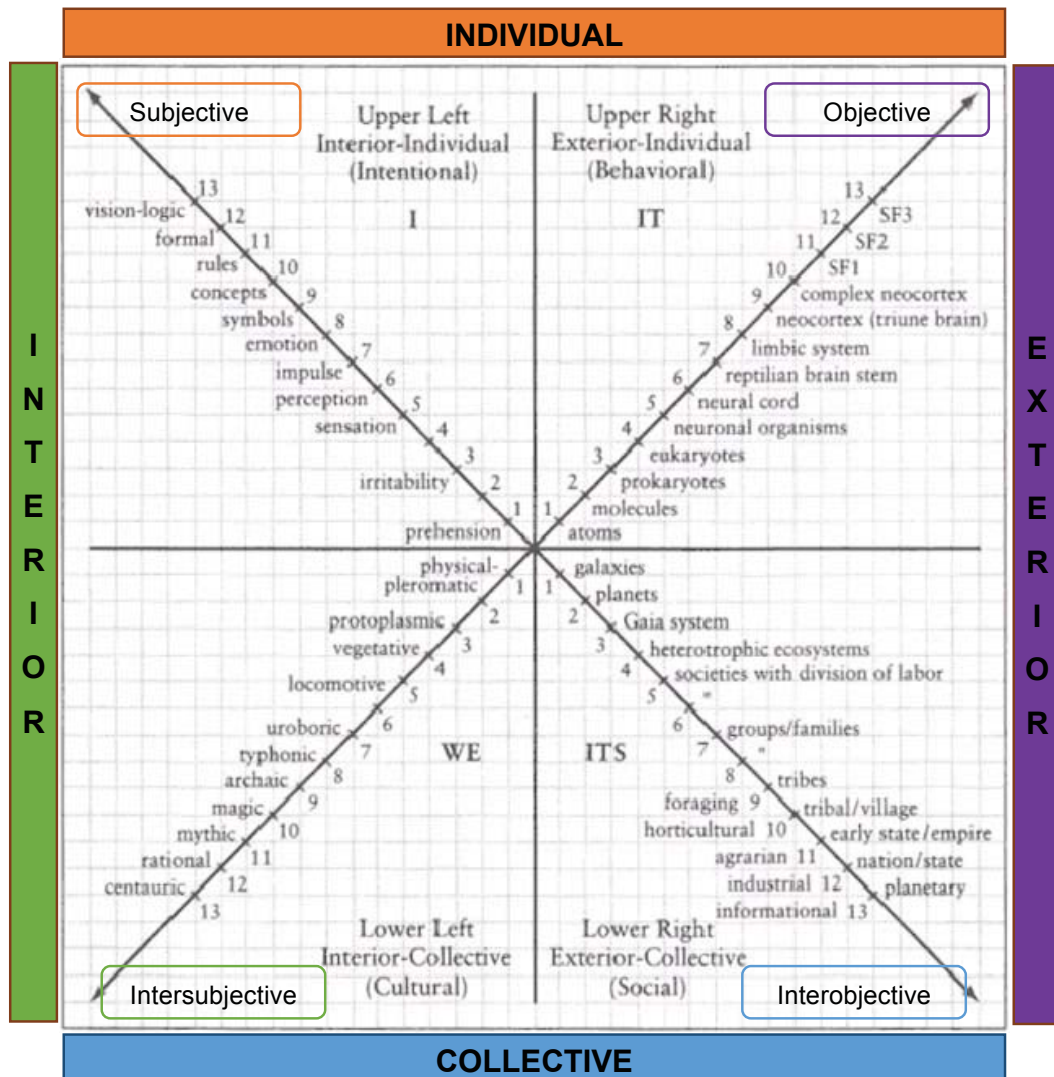 INDIVIDUAL
INTERIOR
EXTERIOR
Subjective
Upper Left
Interior-Individual
(Intentional)
I
Upper Right
Exterior-Individual
(Behavioral)
IT
Objective
13
vision-logic
12
formal
11
rules
10
concepts
9
symbols
8
emotion
7
impulse
6
perception
5
sensation
4
3
irritability
2
1
prehension
13
SF3
12
SF2
11
SF1
10
complex neocortex
9
neocortex (triune brain)
8
limbic system
7
reptilian brain stem
6
neural cord
5
neuronal organisms
4
eukaryotes
3
prokaryotes
2
molecules
1
atoms
physical-
pleromatic
1
2
protoplasmic
3
vegetative
4
locomotive
5
6
uroboric
7
typhonic
8
archaic
9
magic
10
mythic
11
rational
12
centauric
13
WE
Lower Left
Interior-Collective
(Cultural)
Intersubjective
galaxies
1
planets
2
Gaia system
3
heterotrophic ecosystems
4
societies with division of labor
5
"
6
groups/families
7
"
8
tribes
foraging 9
tribal/village
horticultural 10
early state/empire
agrarian 11
nation/state
industrial 12
planetary
informational 13
ITS
Lower Right
Exterior-Collective
(Social)
Interobjective
COLLECTIVE